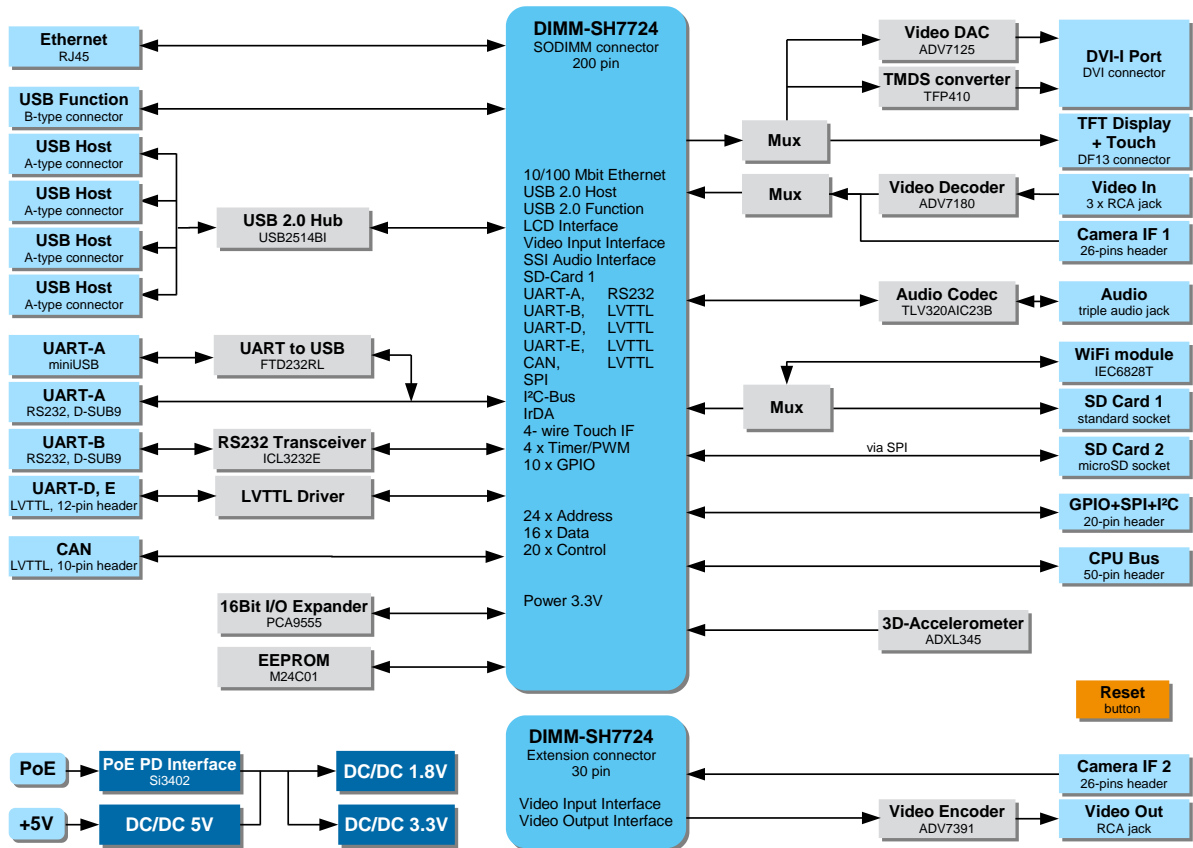 Ethernet
RJ45
USB Function
B-type connector
USB Host
A-type connector
USB Host
A-type connector
USB Host
A-type connector
USB Host
A-type connector
USB 2.0 Hub
USB2514BI
UART-A
miniUSB
UART to USB
FTD232RL
UART-A
RS232, D-SUB9
UART-B
RS232, D-SUB9
RS232 Transceiver
ICL3232E
UART-D, E
LVTTL, 12-pin header
LVTTL Driver
CAN
LVTTL, 10-pin header
16Bit I/O Expander
PCA9555
EEPROM
M24C01
DIMM-SH7724
SODIMM connector
200 pin
10/100 Mbit Ethernet
USB 2.0 Host
USB 2.0 Function
LCD Interface
Video Input Interface
SSI Audio Interface
SD-Card 1
UART-A, RS232
UART-B, LVTTL
UART-D, LVTTL
UART-E, LVTTL
CAN, LVTTL
SPI
I²C-Bus
IrDA
4- wire Touch IF
4 x Timer/PWM
10 x GPIO
24 x Address
16 x Data
20 x Control
Power 3.3V
Video DAC
ADV7125
TMDS converter
TFP410
DVI-I Port
DVI connector
Mux
TFT Display
+ Touch
DF13 connector
Mux
Video Decoder
ADV7180
Video In
3 x RCA jack
Camera IF 1
26-pins header
Audio Codec
TLV320AIC23B
Audio
triple audio jack
WiFi module
IEC6828T
Mux
SD Card 1
standard socket
via SPI
SD Card 2
microSD socket
GPIO+SPI+I²C
20-pin header
CPU Bus
50-pin header
3D-Accelerometer
ADXL345
Reset
button
PoE
PoE PD Interface
Si3402
DC/DC 1.8V
+5V
DC/DC 5V
DC/DC 3.3V
DIMM-SH7724
Extension connector
30 pin
Video Input Interface
Video Output Interface
Camera IF 2
26-pins header
Video Encoder
ADV7391
Video Out
RCA jack